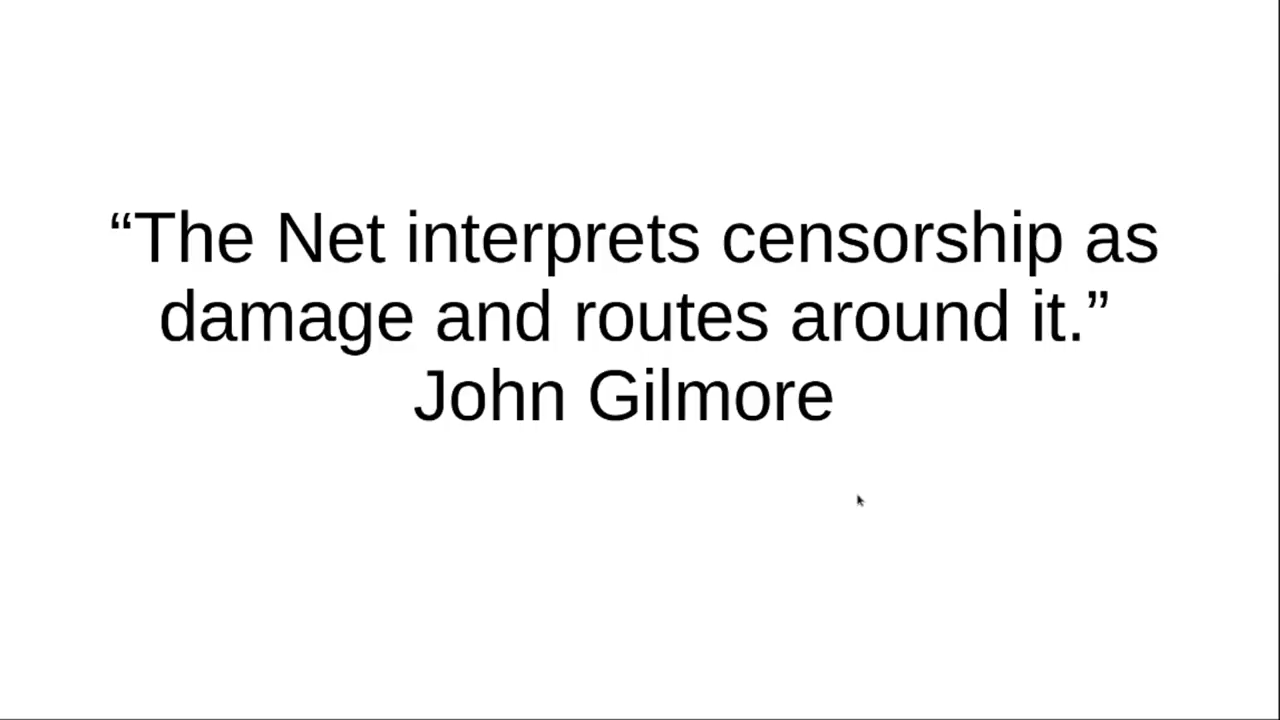 “The Net interprets censorship as
damage and routes around it.”
John Gilmore